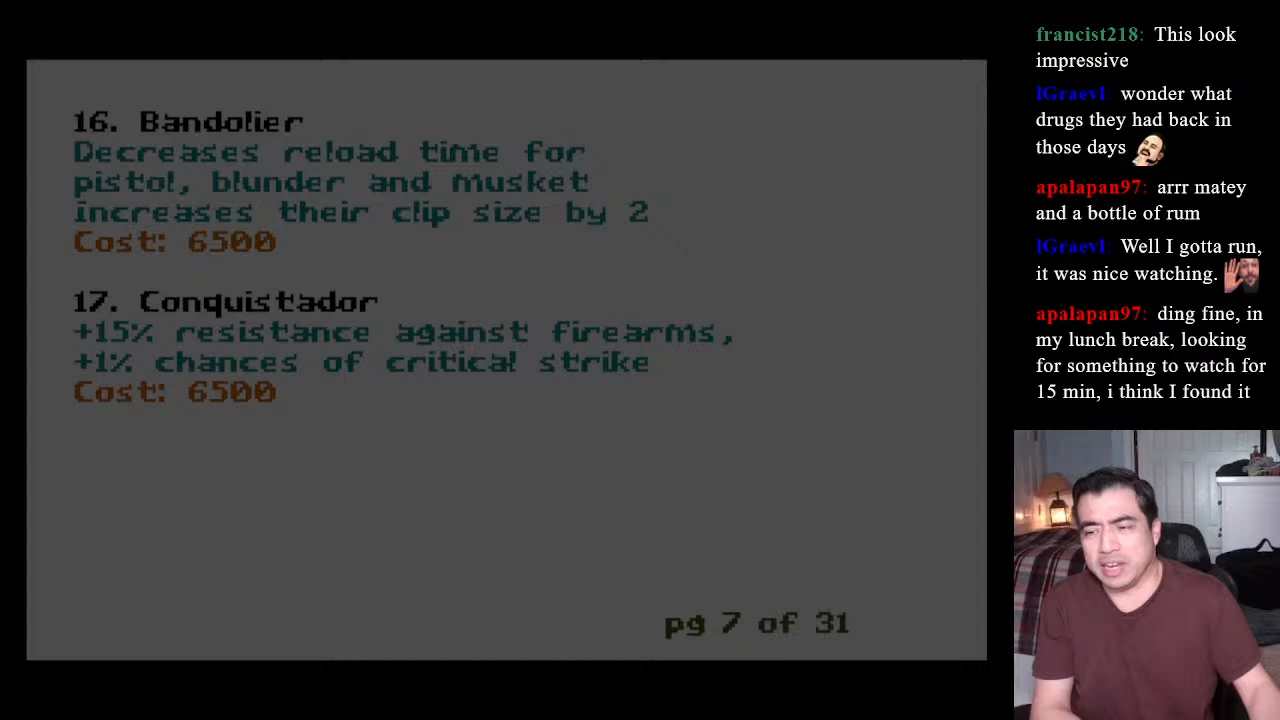 16. Bandolier
Decreases reload time for
pistol, blunder and musket
increases their clip size by 2
Cost: 6500
17. Conquistador
+15% resistance against firearms,
+1% chances of critical strike
Cost: 6500
pg 7 of 31
francist218: This look
impressive
lGraevl: wonder what
drugs they had back in
those days
apalapan97: arrr matey
and a bottle of rum
lGraevl: Well I gotta run,
it was nice watching.
apalapan97: ding fine, in
my lunch break, looking
for something to watch for
15 min, i think I found it